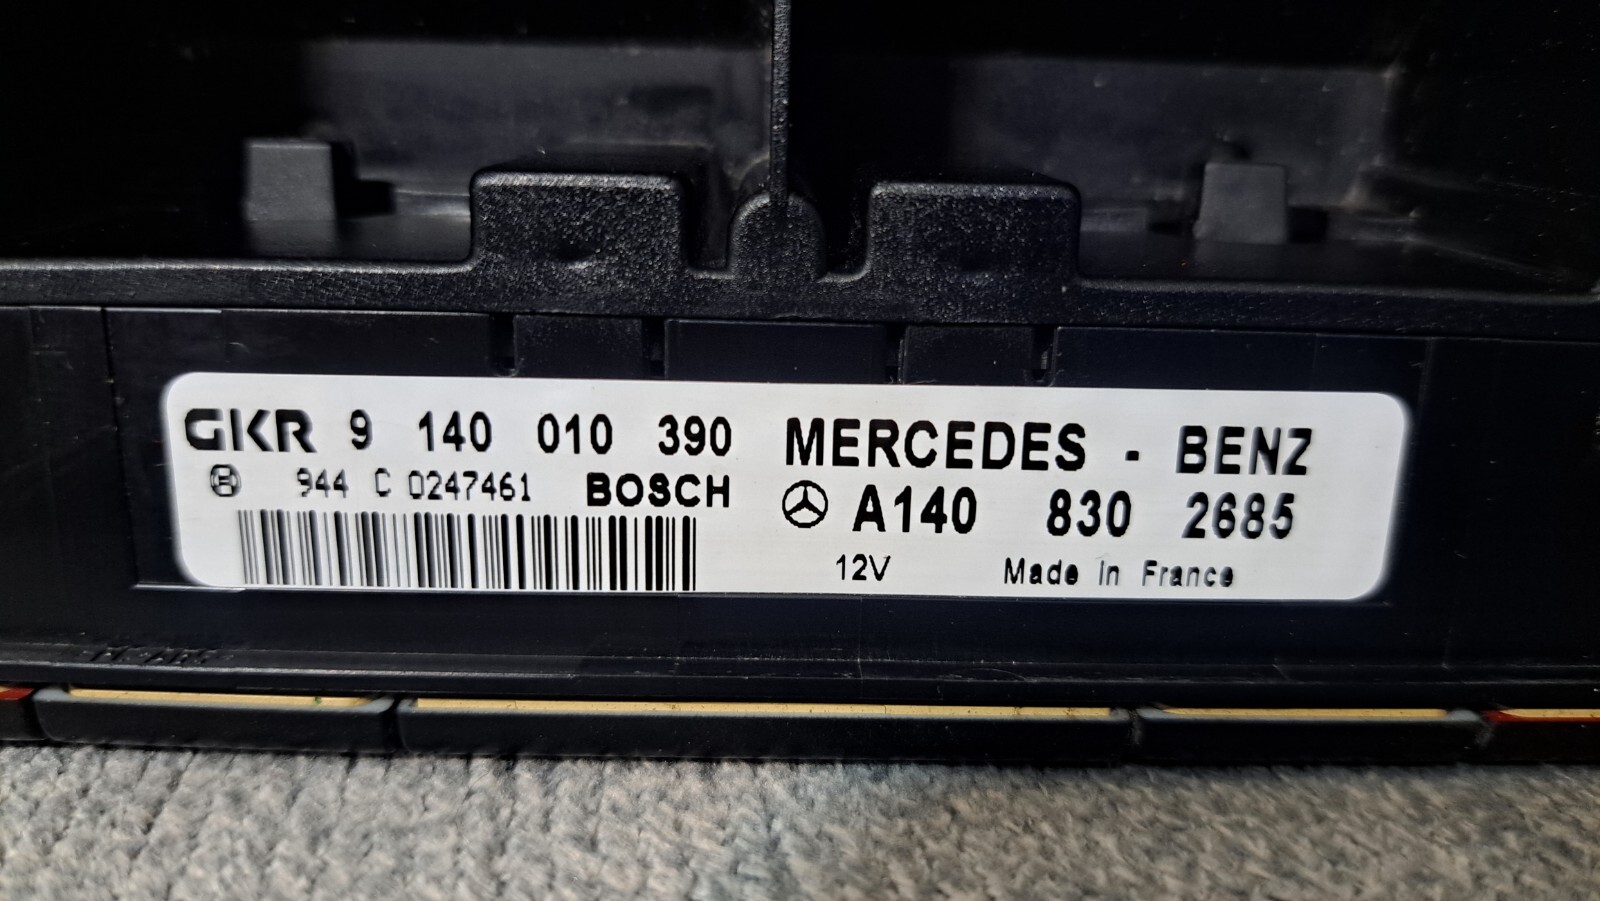 GKR 9 140 010 390
944 C 0247461 BOSCH
MERCEDES - BENZ
A140 830 2685
12V Made in France